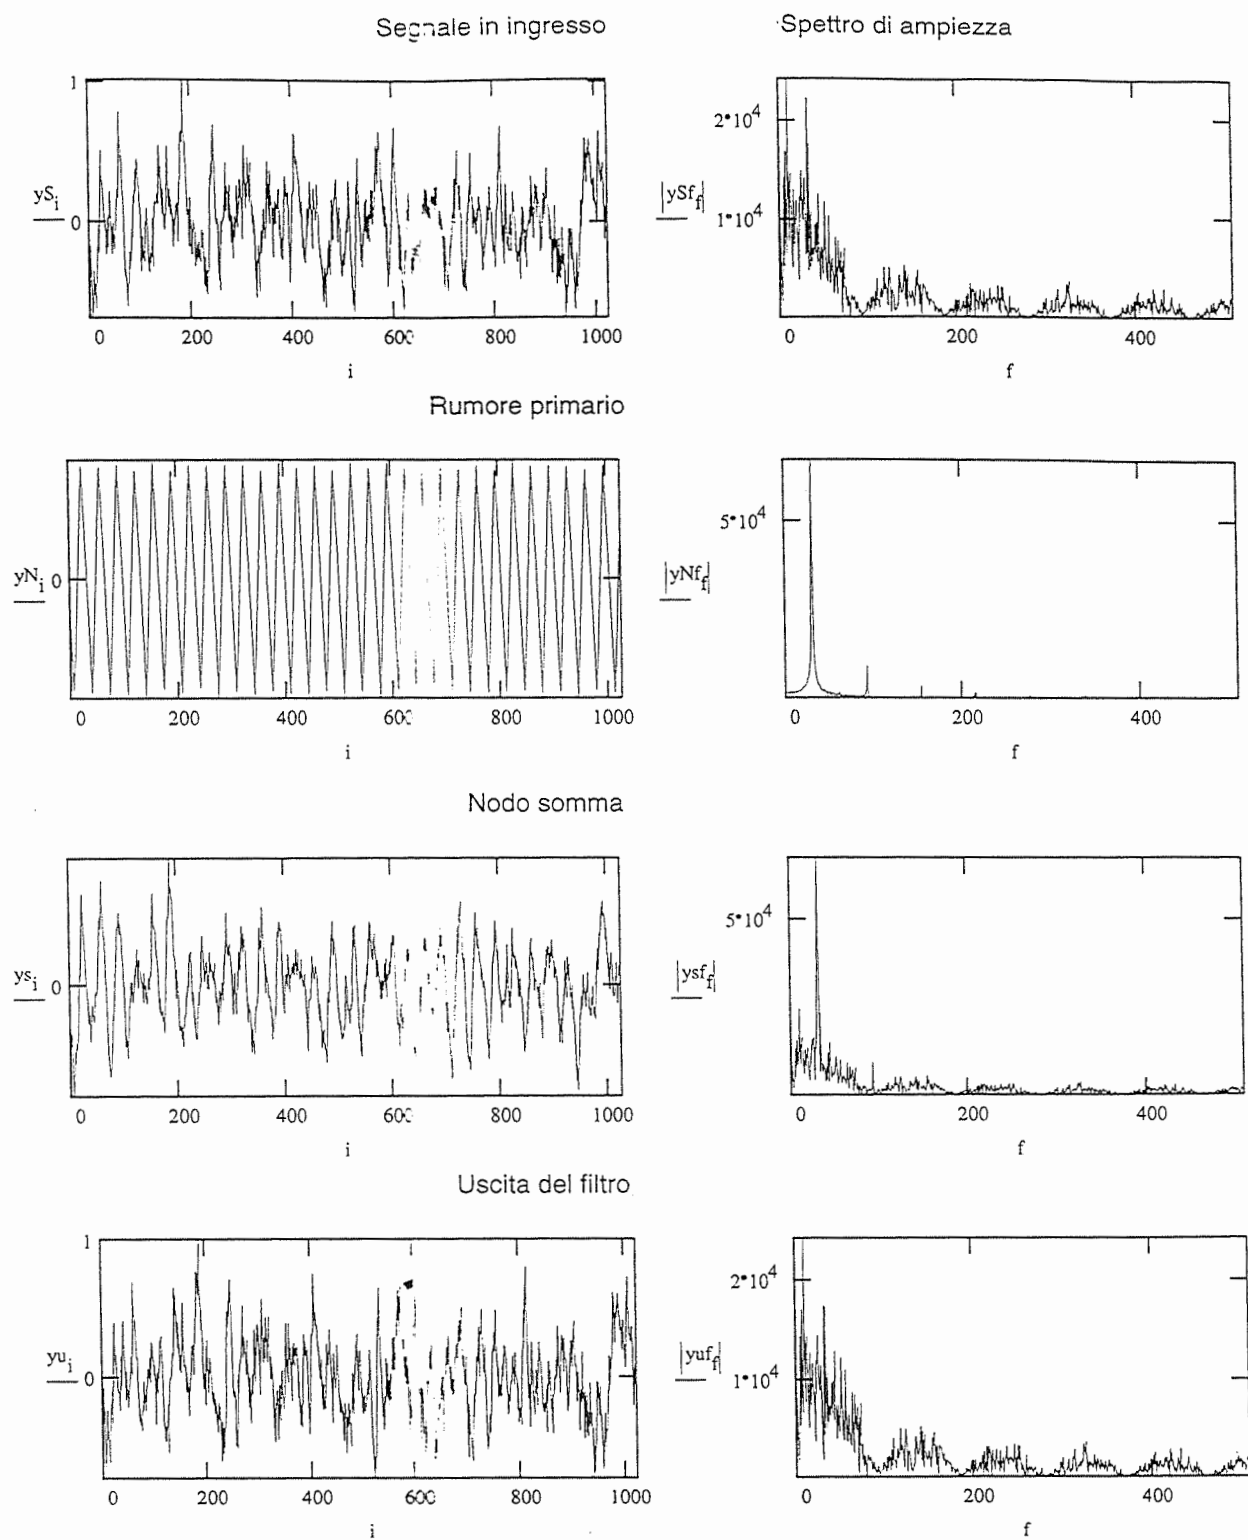 Segnale in ingresso
Spettro di ampiezza
1
yS_i
0
0 200 400 600 800 1000
i
2•10^4
|ySf_f|
1•10^4
0 200 400
f
Rumore primario
yN_i 0
0 200 400 600 800 1000
i
5•10^4
|yNf_f|
0 200 400
f
Nodo somma
ys_i 0
0 200 400 600 800 1000
i
5•10^4
|ysf_f|
0 200 400
f
Uscita del filtro
1
yu_i
0
0 200 400 600 800 1000
i
2•10^4
|yuf_f|
1•10^4
0 200 400
f